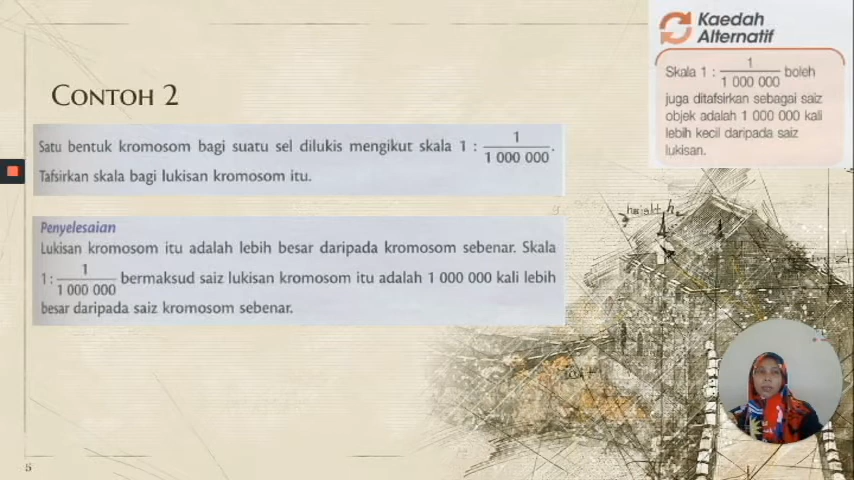 Kaedah
Alternatif
Skala 1 : 1/1 000 000 boleh
juga ditafsirkan sebagai saiz
objek adalah 1 000 000 kali
lebih kecil daripada saiz
lukisan.
CONTOH 2
Satu bentuk kromosom bagi suatu sel dilukis mengikut skala 1 : 1/1 000 000.
Tafsirkan skala bagi lukisan kromosom itu.
Penyelesaian
Lukisan kromosom itu adalah lebih besar daripada kromosom sebenar. Skala
1 : 1/1 000 000 bermaksud saiz lukisan kromosom itu adalah 1 000 000 kali lebih
besar daripada saiz kromosom sebenar.
height h
5